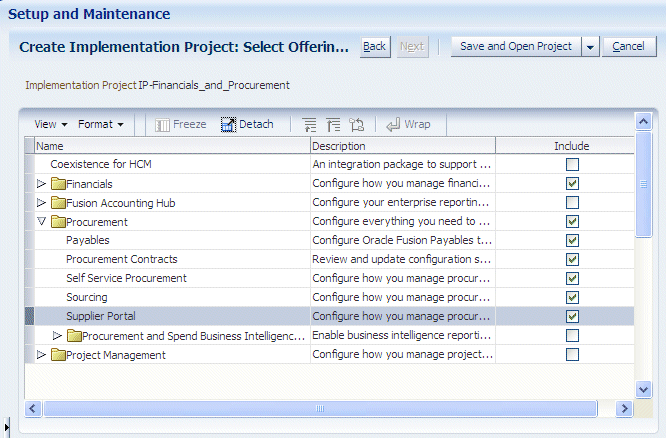 Setup and Maintenance
Create Implementation Project: Select Offerin... Back Next Save and Open Project Cancel
Implementation Project IP-Financials_and_Procurement
View Format Freeze Detach Wrap
Name Description Include
Coexistence for HCM An integration package to support ...
Financials Configure how you manage financi...
Fusion Accounting Hub Configure your enterprise reportin...
Procurement Configure everything you need to ...
Payables Configure Oracle Fusion Payables t...
Procurement Contracts Review and update configuration s...
Self Service Procurement Configure how you manage procur...
Sourcing Configure how you manage procur...
Supplier Portal Configure how you manage procur...
Procurement and Spend Business Intelligenc... Enable business intelligence reporti...
Project Management Configure how you manage project...